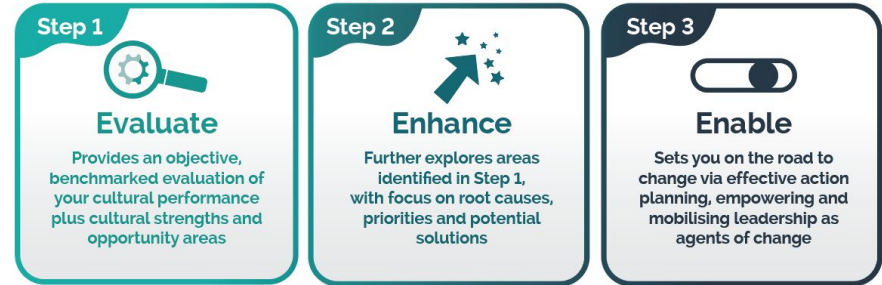 Step 1
Evaluate
Provides an objective,
benchmarked evaluation of
your cultural performance
plus cultural strengths and
opportunity areas
Step 2
Enhance
Further explores areas
identified in Step 1,
with focus on root causes,
priorities and potential
solutions
Step 3
Enable
Sets you on the road to
change via effective action
planning, empowering and
mobilising leadership as
agents of change